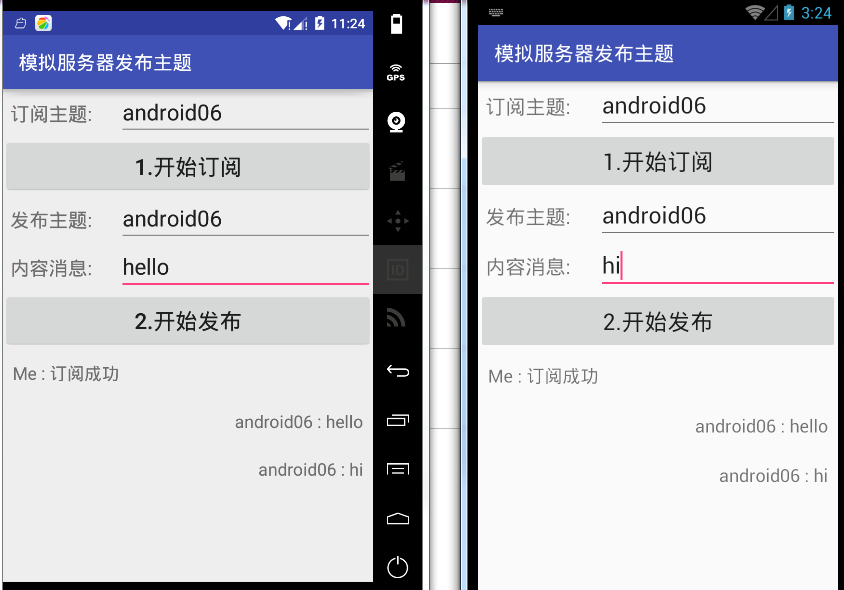 11:24
模拟服务器发布主题
订阅主题: android06
1.开始订阅
发布主题: android06
内容消息: hello
2.开始发布
Me : 订阅成功
android06 : hello
android06 : hi
GPS
ID
3:24
模拟服务器发布主题
订阅主题: android06
1.开始订阅
发布主题: android06
内容消息: hi
2.开始发布
Me : 订阅成功
android06 : hello
android06 : hi